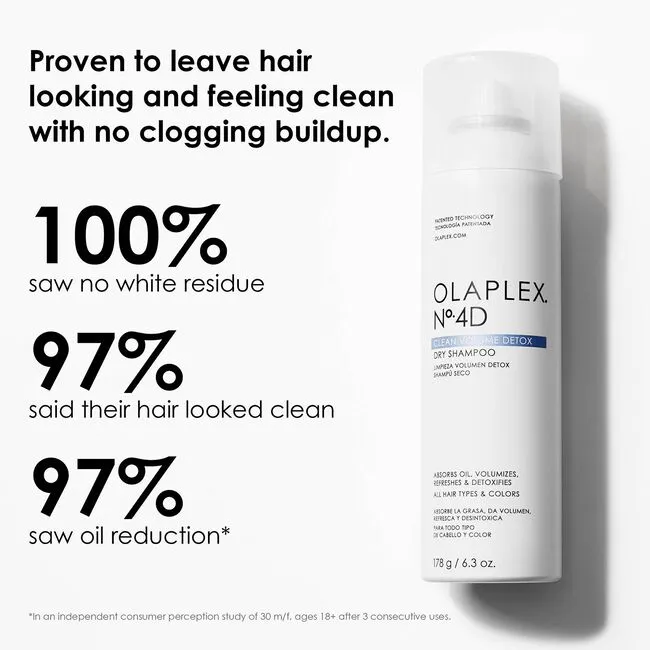 Proven to leave hair
looking and feeling clean
with no clogging buildup.
100%
saw no white residue
97%
said their hair looked clean
97%
saw oil reduction*
PATENTED TECHNOLOGY
TECNOLOGÍA PATENTADA
OLAPLEX.COM
OLAPLEX.
Nº.4D
CLEAN VOLUME DETOX
DRY SHAMPOO
LIMPIEZA VOLUMEN DETOX
SHAMPÚ SECO
ABSORBS OIL, VOLUMIZES,
REFRESHES & DETOXIFIES
ALL HAIR TYPES & COLORS
ABSORBE LA GRASA, DA VOLUMEN,
REFRESCA Y DESINTOXICA
PARA TODO TIPO
DE CABELLO Y COLOR
178 g / 6.3 oz.
*In an independent consumer perception study of 30 m/f, ages 18+ after 3 consecutive uses.